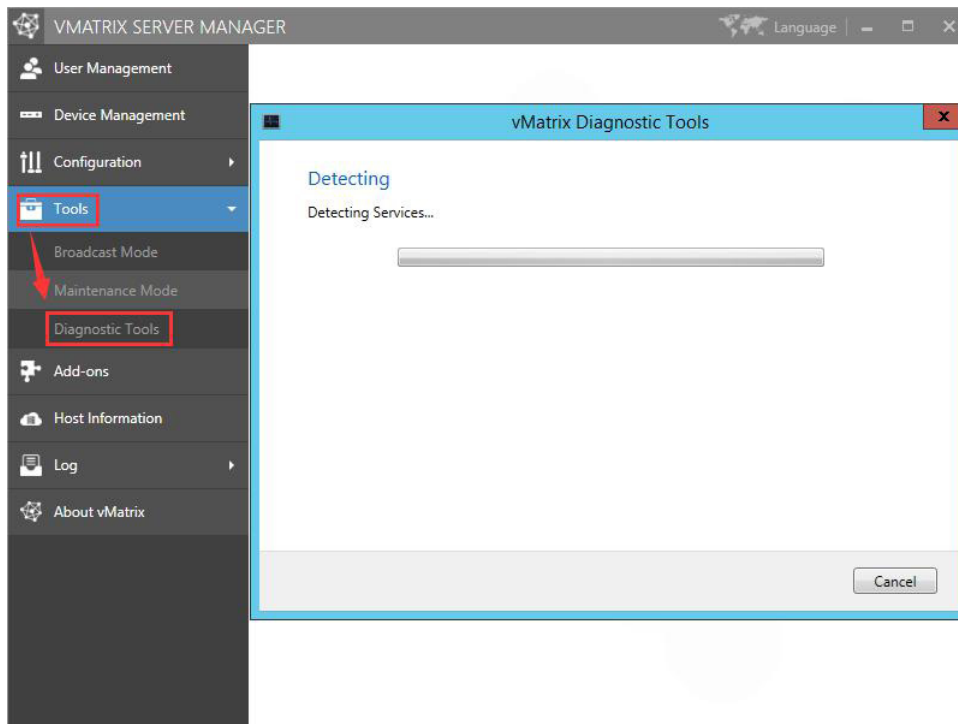 VMATRIX SERVER MANAGER
Language
User Management
Device Management
Configuration
Tools
Broadcast Mode
Maintenance Mode
Diagnostic Tools
Add-ons
Host Information
Log
About vMatrix
vMatrix Diagnostic Tools
Detecting
Detecting Services...
Cancel